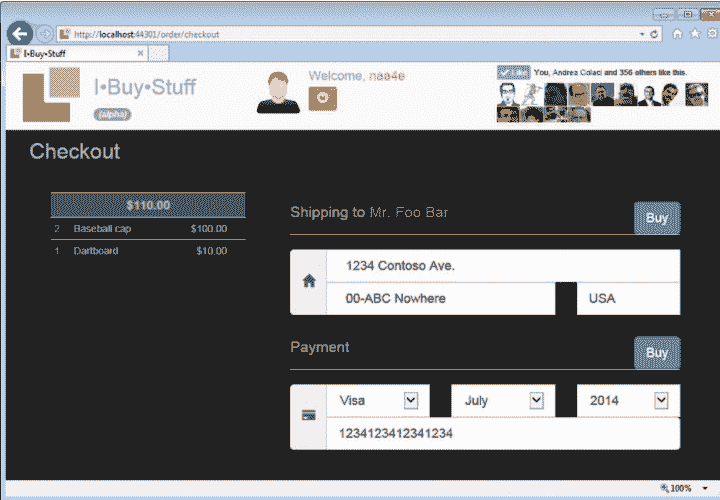 http://localhost:44301/order/checkout
I•Buy•Stuff
I•Buy•Stuff
(alpha)
Welcome, naa4e
Like
You, Andrea Colaci and 356 others like this.
Checkout
$110.00
2 Baseball cap $100.00
1 Dartboard $10.00
Shipping to Mr. Foo Bar
Buy
1234 Contoso Ave.
00-ABC Nowhere
USA
Payment
Buy
Visa
July
2014
1234123412341234
100%